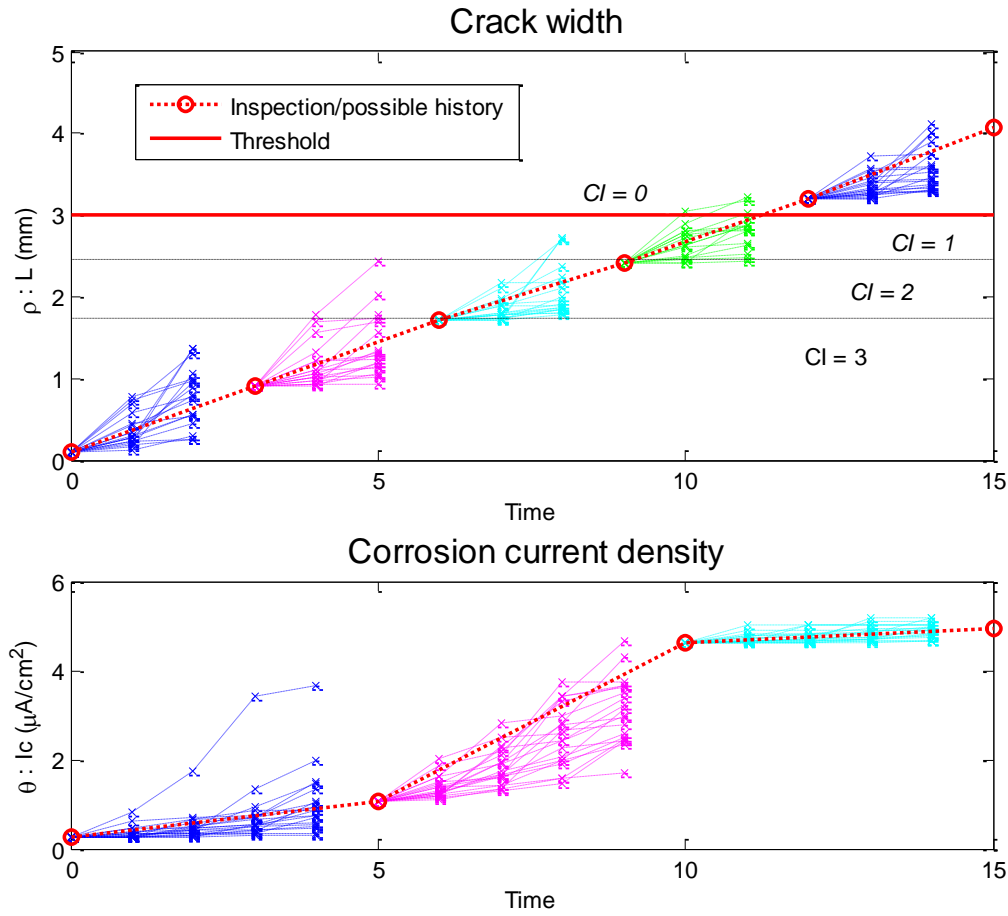 Crack width
5
Inspection/possible history
Threshold
4
CI = 0
3
CI = 1
2
CI = 2
CI = 3
1
0
ρ : L (mm)
0 5 10 15
Time
Corrosion current density
6
4
2
0
θ : Ic (μA/cm²)
0 5 10 15
Time